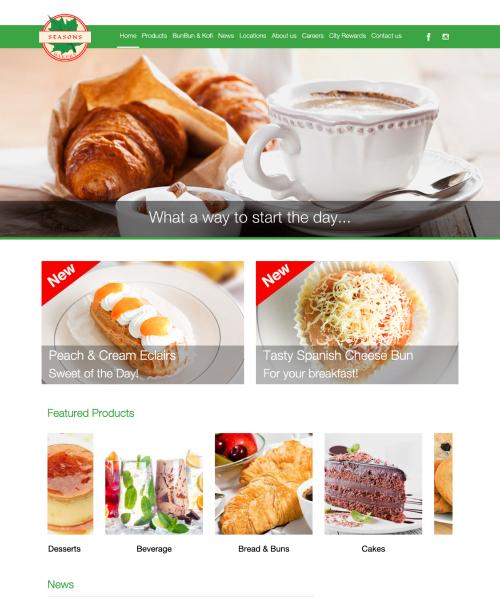 SEASONS
Home Products BunBun & Kofi News Locations About us Careers City Rewards Contact us
What a way to start the day...
New
Peach & Cream Eclairs
Sweet of the Day!
New
Tasty Spanish Cheese Bun
For your breakfast!
Featured Products
Desserts
Beverage
Bread & Buns
Cakes
News